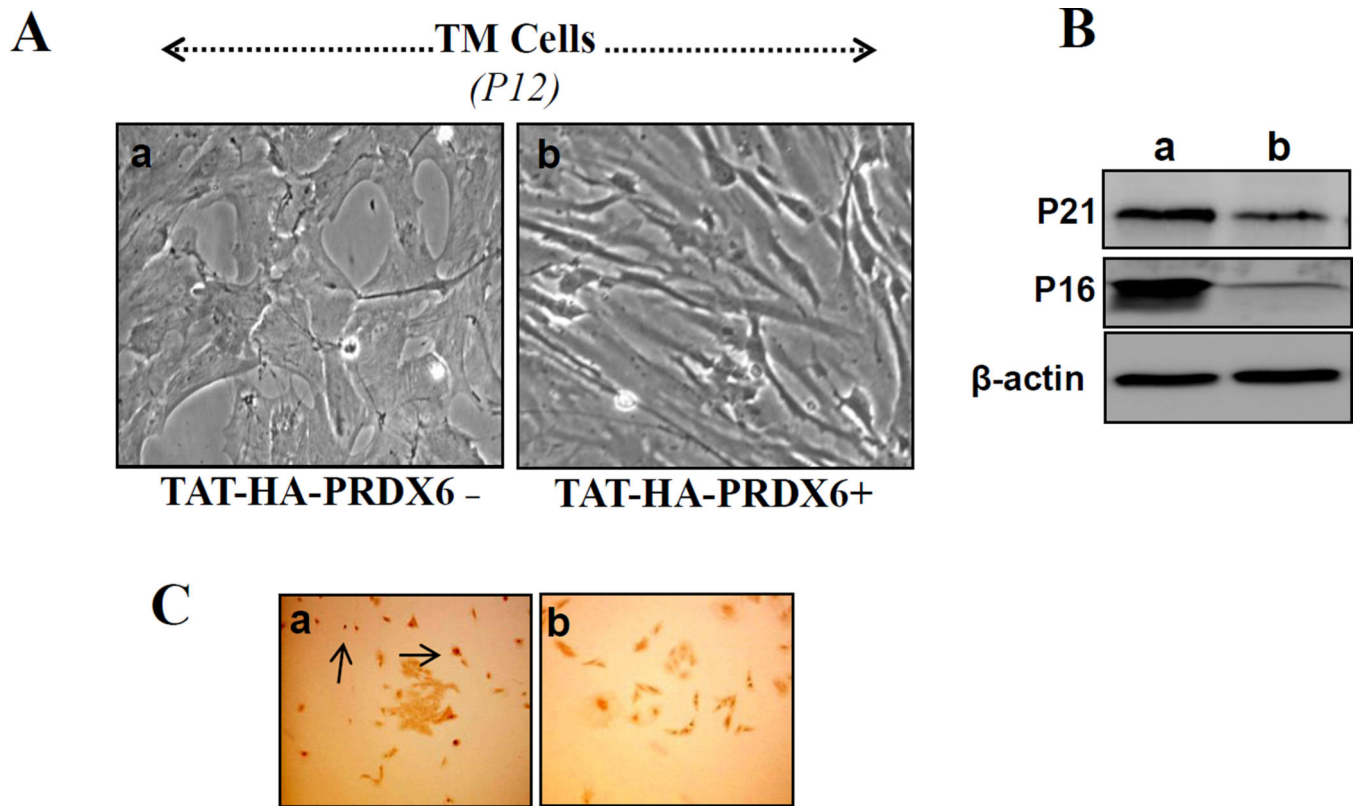 A
TM Cells
(P12)
a
b
TAT-HA-PRDX6 -
TAT-HA-PRDX6+
B
a b
P21
P16
β-actin
C
a
b